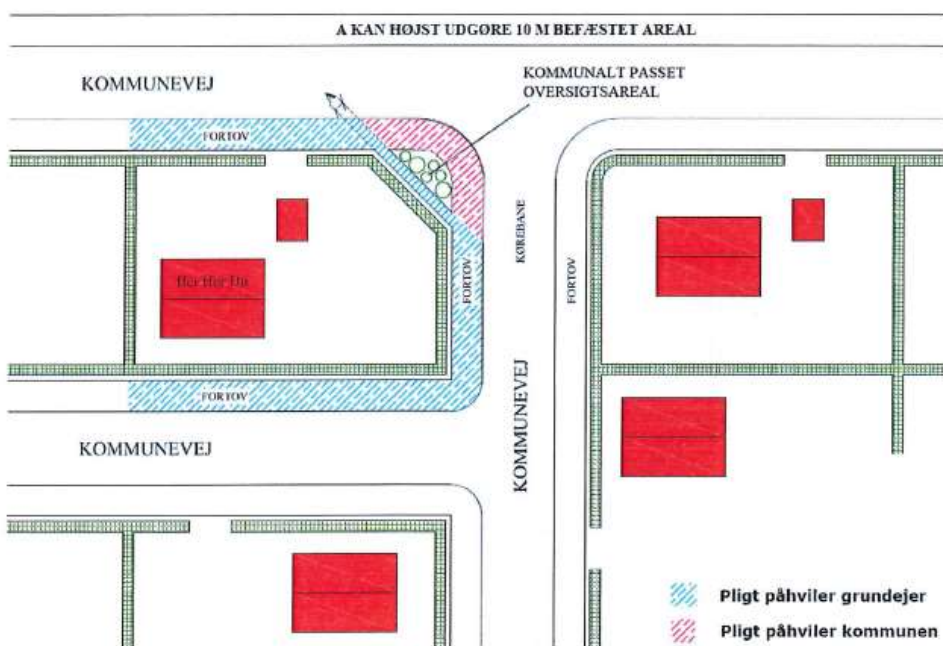 A KAN HØJST UDGØRE 10 M BEFÆSTET AREAL
KOMMUNEVEJ
KOMMUNALT PASSET
OVERSIGTSAREAL
FORTOV
KØREBANE
FORTOV
FORTOV
FORTOV
KOMMUNEVEJ
KOMMUNEVEJ
Pligt påhviler grundejer
Pligt påhviler kommunen